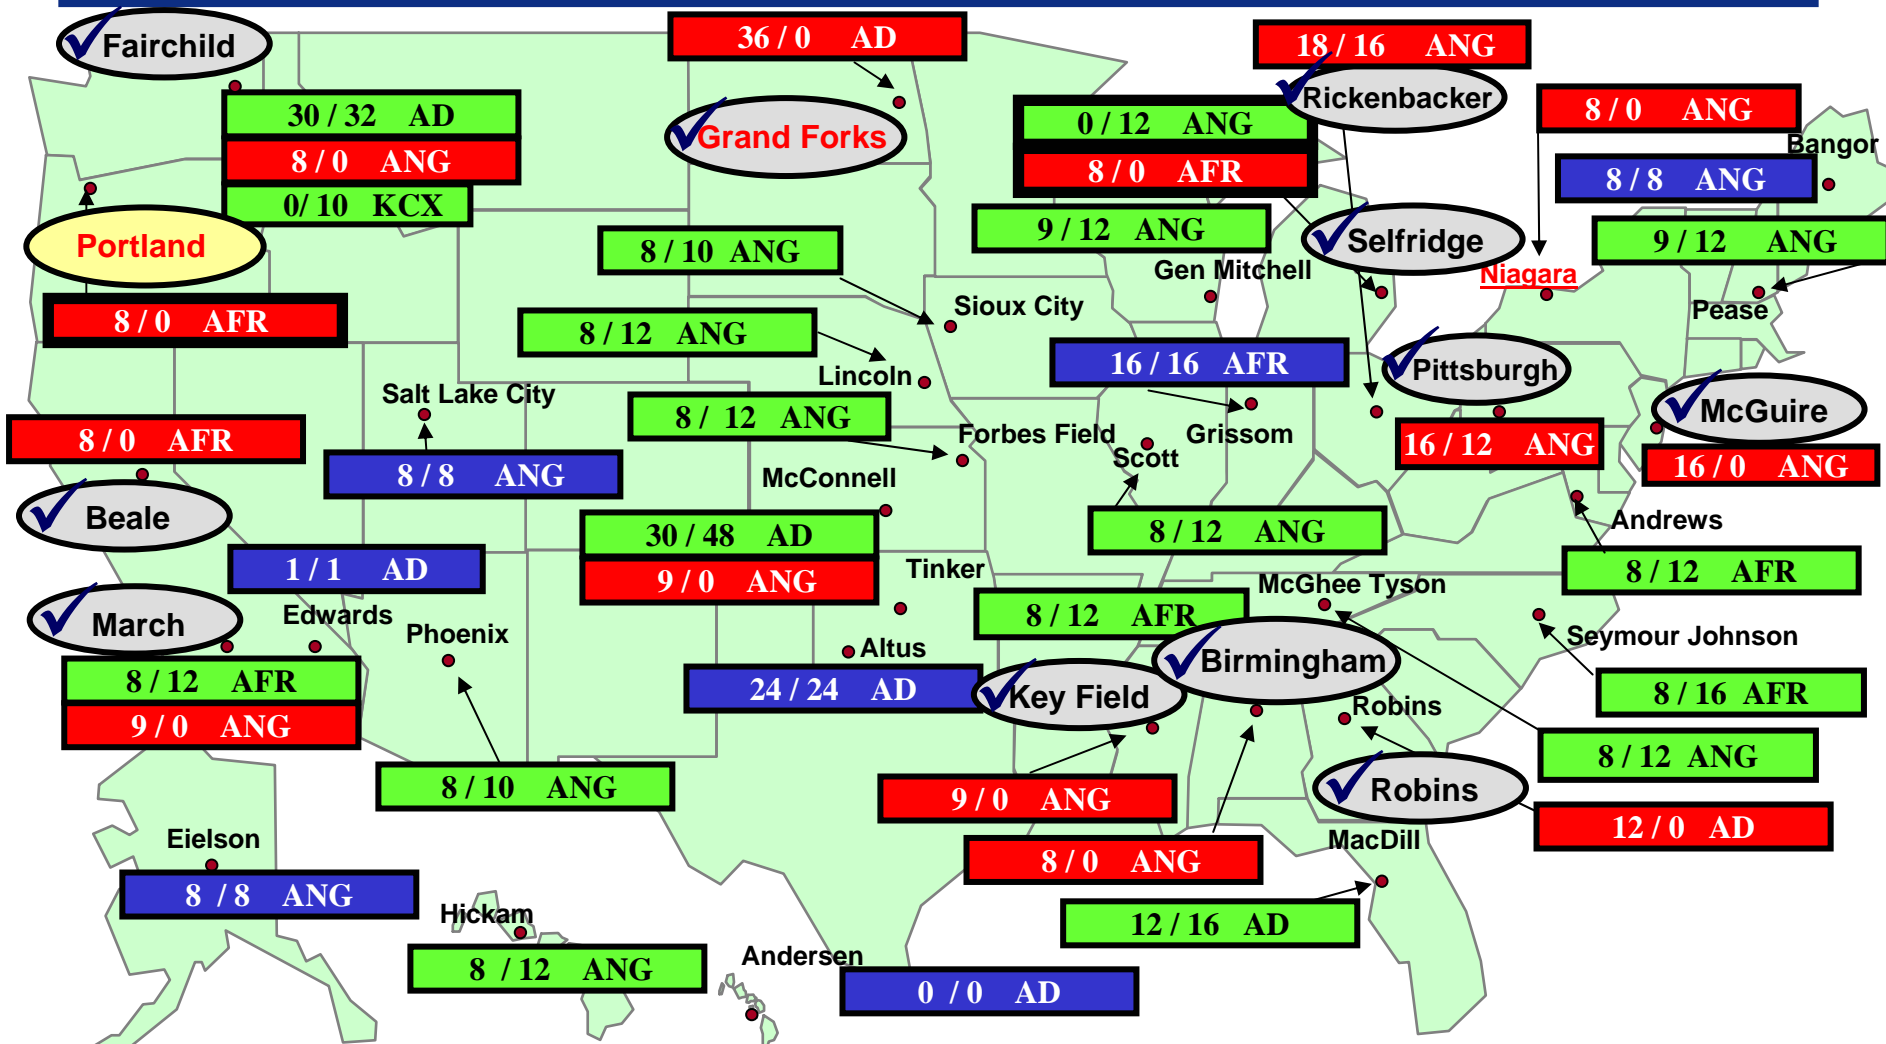 Fairchild
36 / 0 AD
18 / 16 ANG
Rickenbacker
30 / 32 AD
8 / 0 ANG
0/ 10 KCX
Grand Forks
0 / 12 ANG
8 / 0 AFR
8 / 0 ANG
Bangor
8 / 8 ANG
Portland
8 / 0 AFR
8 / 10 ANG
Sioux City
9 / 12 ANG
Gen Mitchell
Selfridge
Niagara
9 / 12 ANG
Pease
8 / 12 ANG
Lincoln
16 / 16 AFR
Grissom
Pittsburgh
16 / 12 ANG
McGuire
16 / 0 ANG
Salt Lake City
8 / 8 ANG
8 / 12 ANG
Forbes Field
Scott
8 / 12 ANG
8 / 0 AFR
Beale
McConnell
30 / 48 AD
9 / 0 ANG
Andrews
8 / 12 AFR
1 / 1 AD
Edwards
March
8 / 12 AFR
9 / 0 ANG
Phoenix
8 / 10 ANG
Tinker
Altus
24 / 24 AD
8 / 12 AFR
McGhee Tyson
Birmingham
Key Field
Seymour Johnson
8 / 16 AFR
8 / 12 ANG
Robins
Robins
12 / 0 AD
9 / 0 ANG
8 / 0 ANG
MacDill
12 / 16 AD
Eielson
8 / 8 ANG
Hickam
8 / 12 ANG
Andersen
0 / 0 AD